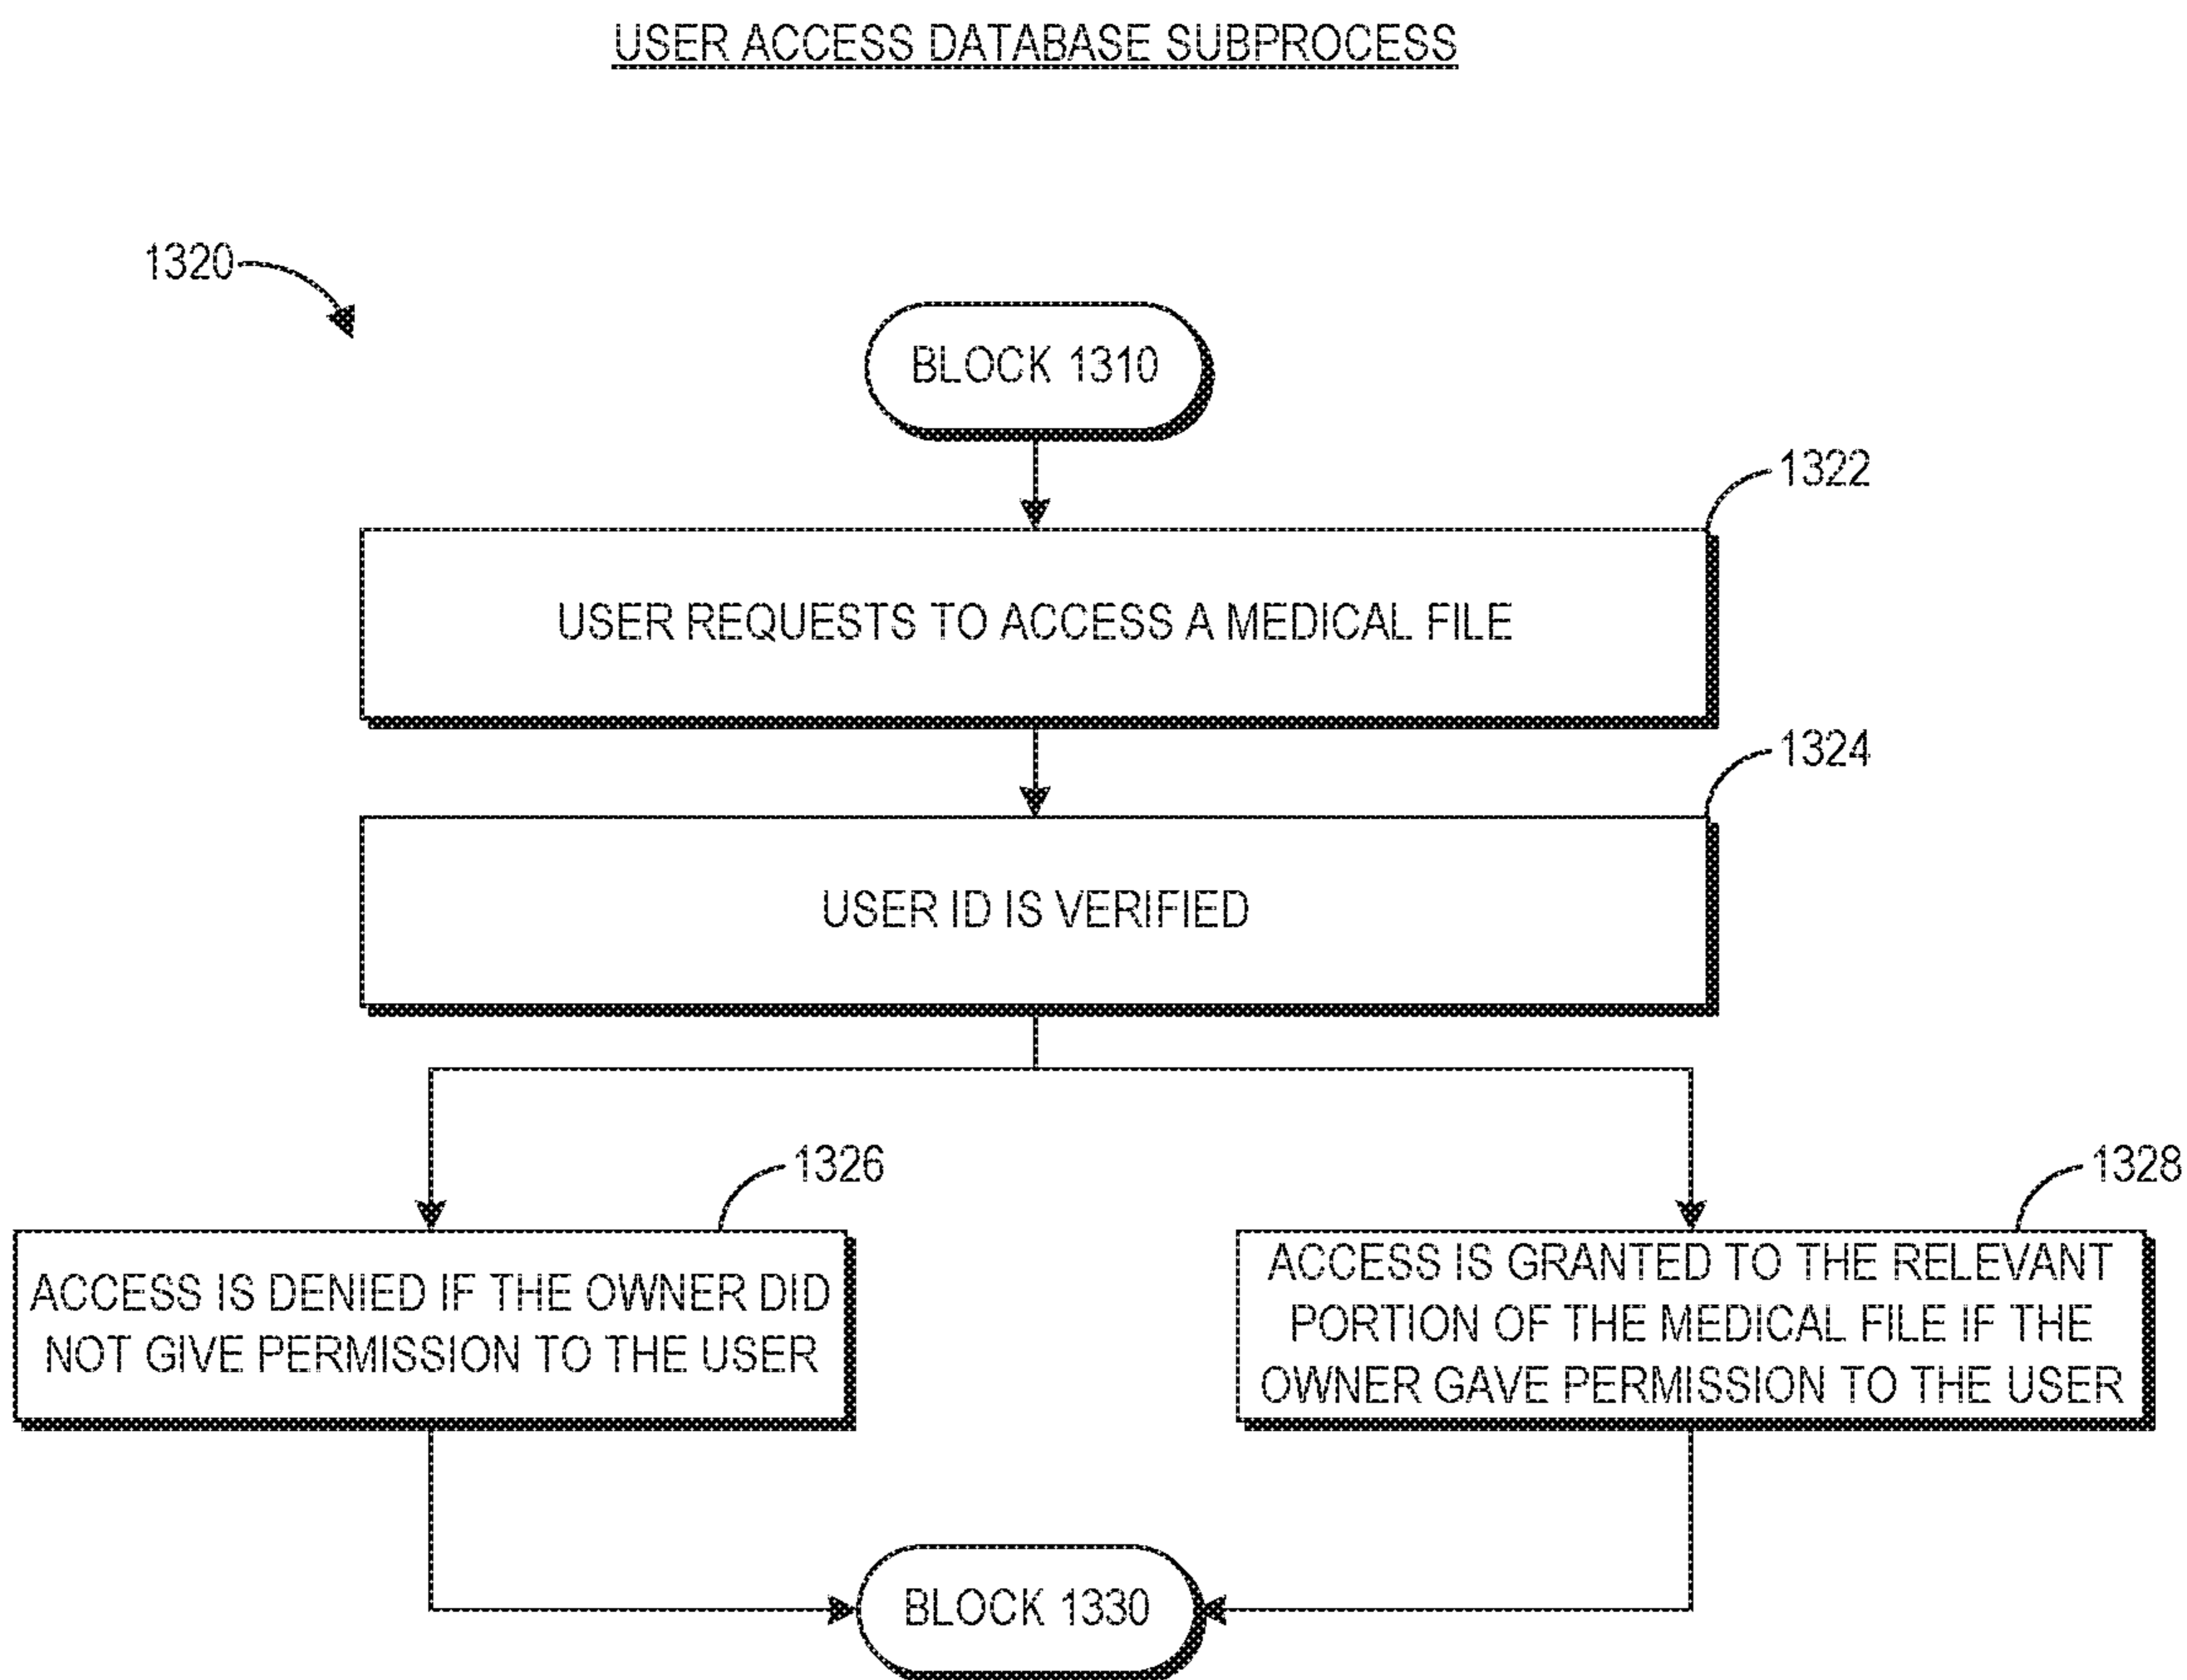 USER ACCESS DATABASE SUBPROCESS
1320
BLOCK 1310
1322
USER REQUESTS TO ACCESS A MEDICAL FILE
1324
USER ID IS VERIFIED
1326
ACCESS IS DENIED IF THE OWNER DID
NOT GIVE PERMISSION TO THE USER
1328
ACCESS IS GRANTED TO THE RELEVANT
PORTION OF THE MEDICAL FILE IF THE
OWNER GAVE PERMISSION TO THE USER
BLOCK 1330